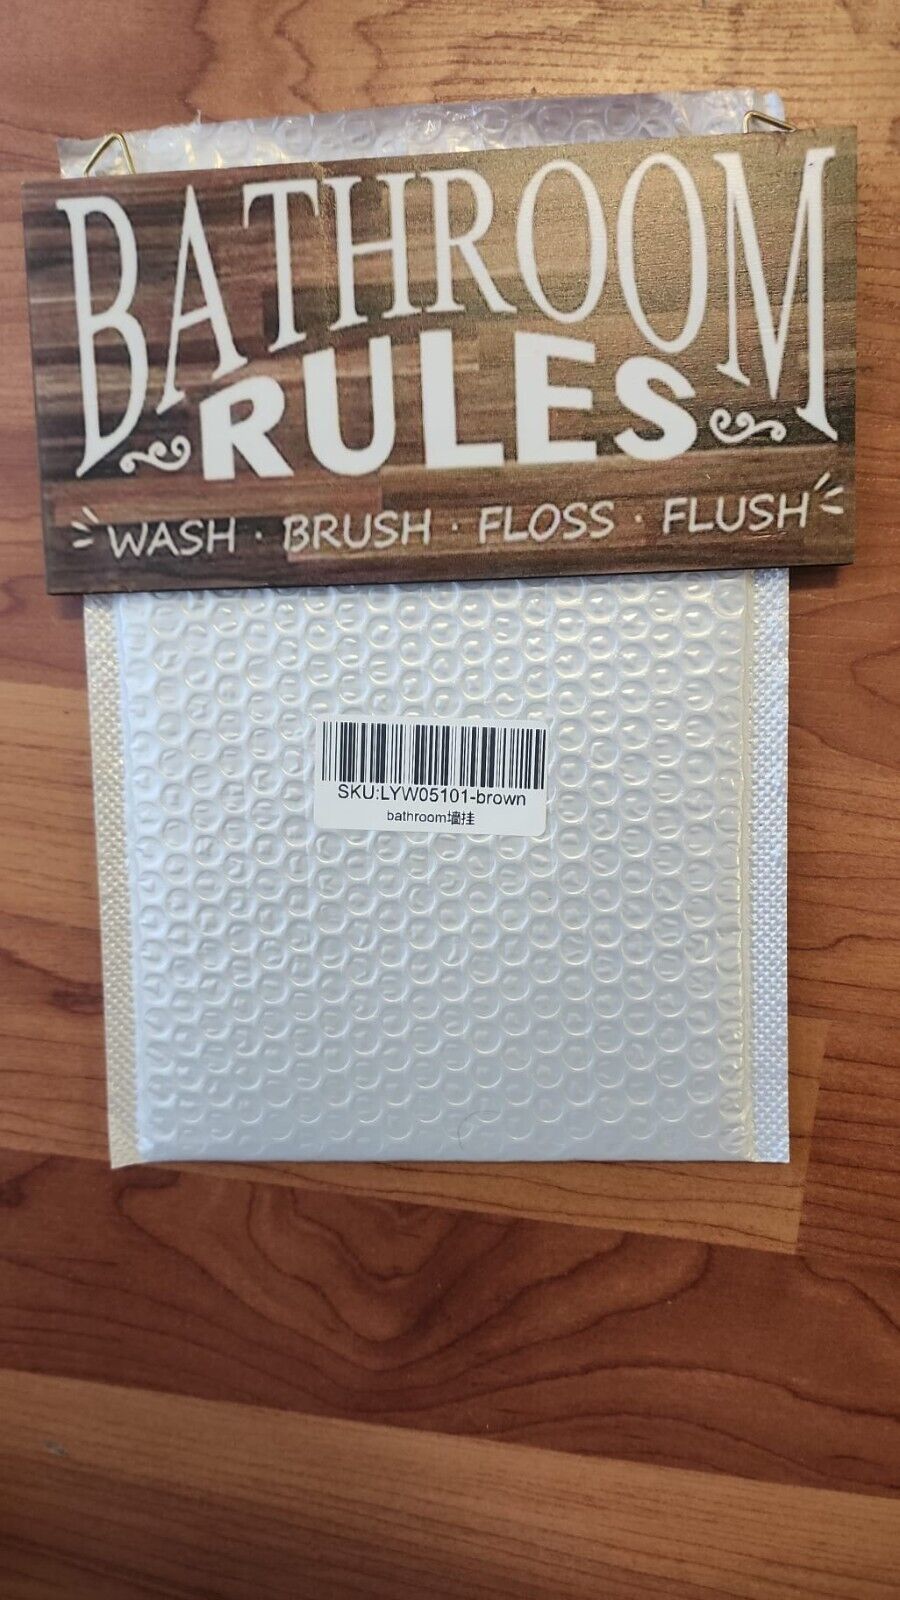 BATHROOM
RULES
WASH · BRUSH · FLOSS · FLUSH
SKU:LYW05101-brown
bathroom墙挂